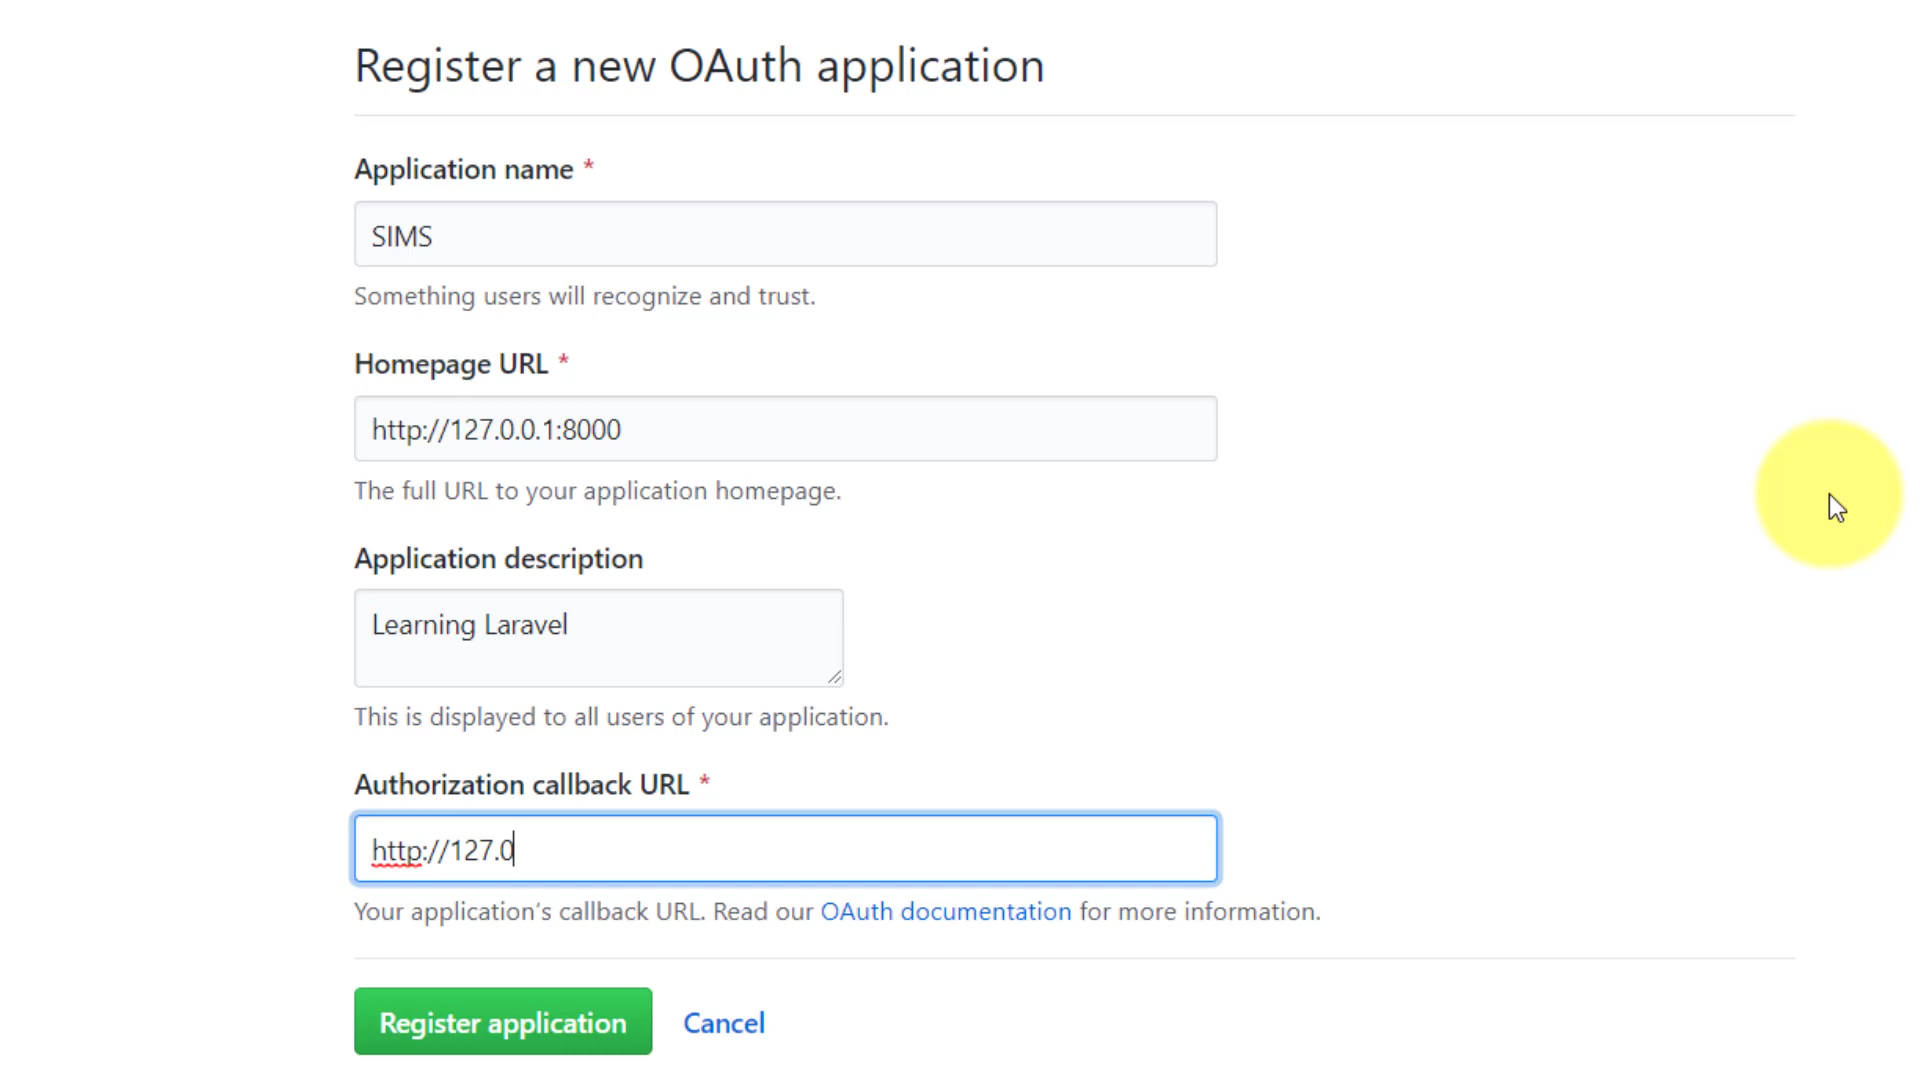 Register a new OAuth application
Application name *
SIMS
Something users will recognize and trust.
Homepage URL *
http://127.0.0.1:8000
The full URL to your application homepage.
Application description
Learning Laravel
This is displayed to all users of your application.
Authorization callback URL *
http://127.0
Your application’s callback URL. Read our OAuth documentation for more information.
Register application Cancel